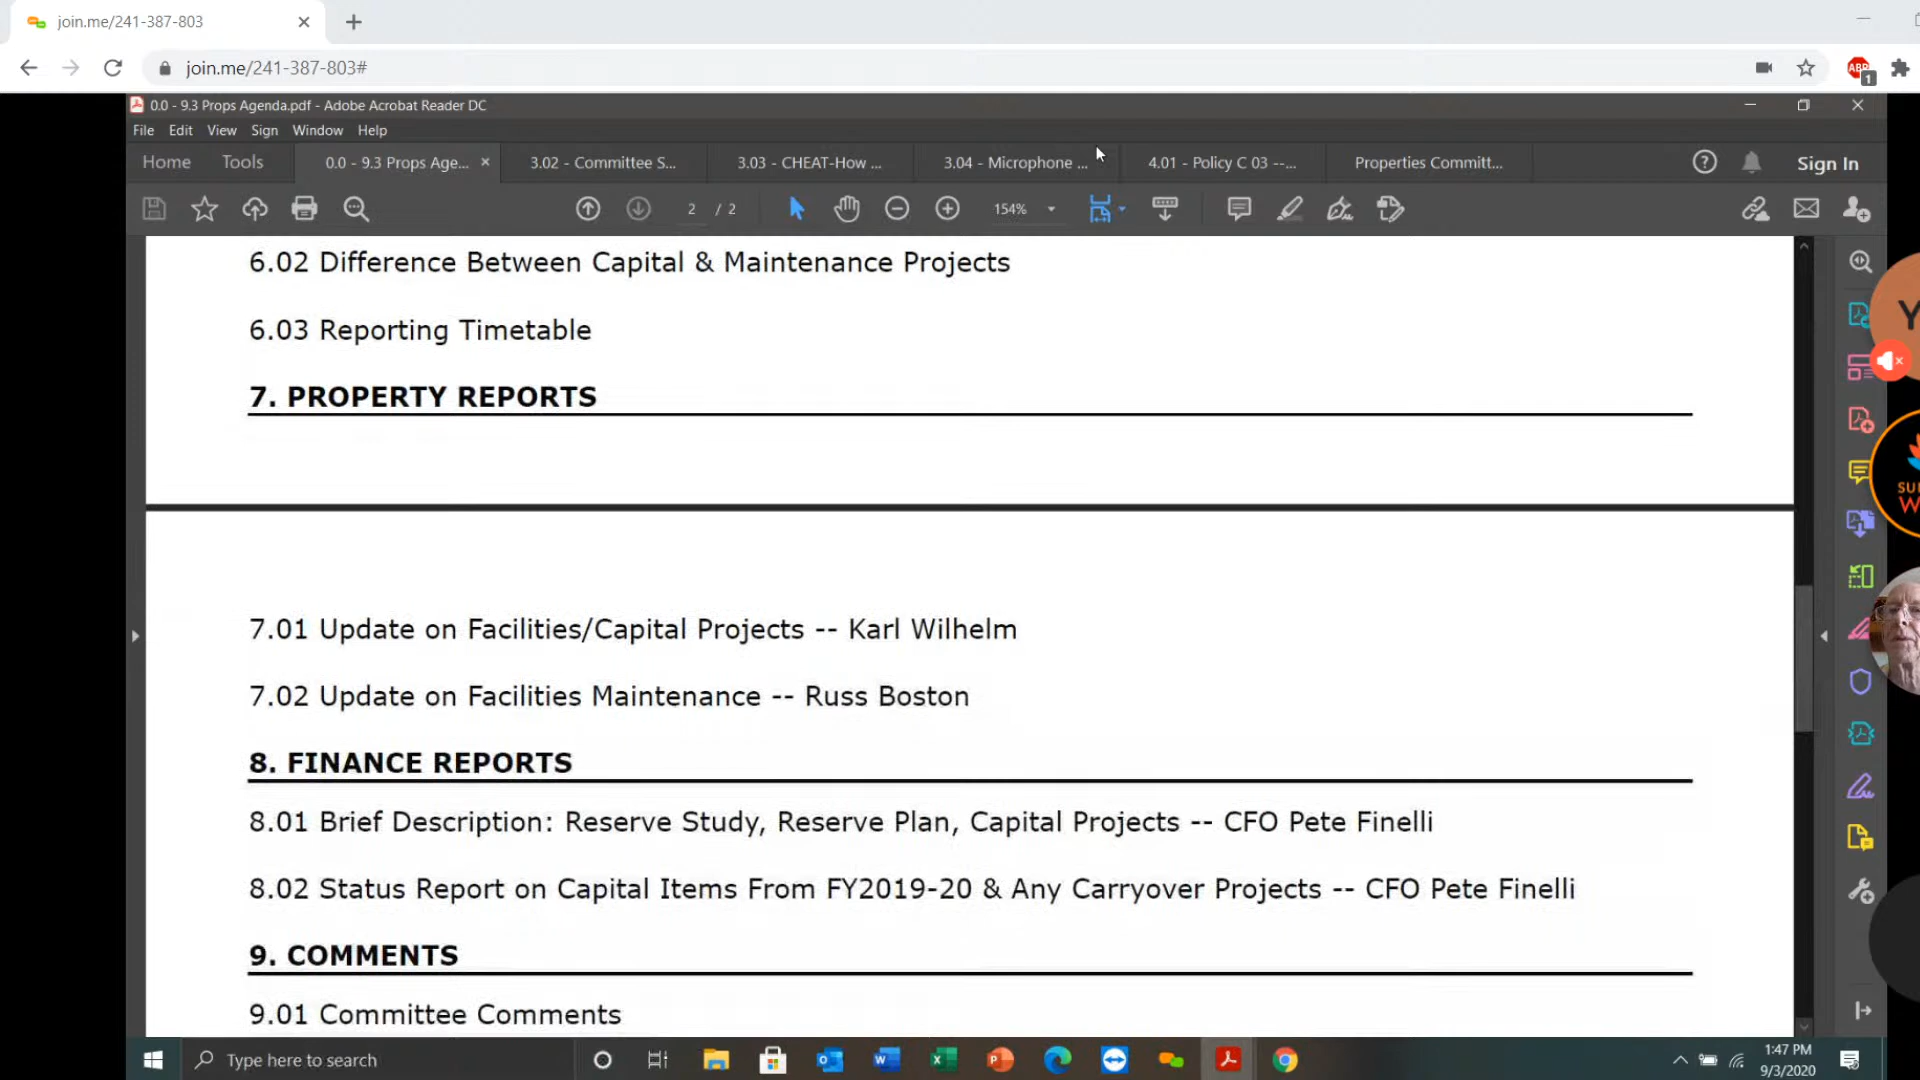 join.me/241-387-803
join.me/241-387-803#
ABP
1
0.0 - 9.3 Props Agenda.pdf - Adobe Acrobat Reader DC
File Edit View Sign Window Help
Home Tools 0.0 - 9.3 Props Age... 3.02 - Committee S... 3.03 - CHEAT-How ... 3.04 - Microphone ... 4.01 - Policy C 03 --... Properties Committ... Sign In
2 / 2 154%
6.02 Difference Between Capital & Maintenance Projects
6.03 Reporting Timetable
7. PROPERTY REPORTS
7.01 Update on Facilities/Capital Projects -- Karl Wilhelm
7.02 Update on Facilities Maintenance -- Russ Boston
8. FINANCE REPORTS
8.01 Brief Description: Reserve Study, Reserve Plan, Capital Projects -- CFO Pete Finelli
8.02 Status Report on Capital Items From FY2019-20 & Any Carryover Projects -- CFO Pete Finelli
9. COMMENTS
9.01 Committee Comments
Y
Type here to search
1:47 PM
9/3/2020